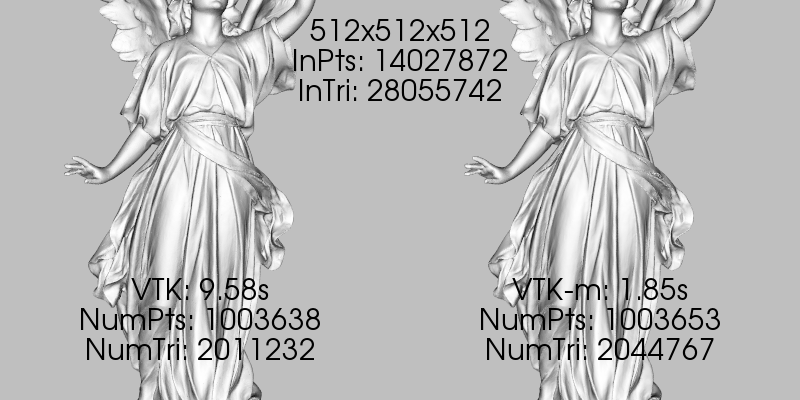 512x512x512
InPts: 14027872
InTri: 28055742
VTK: 9.58s
NumPts: 1003638
NumTri: 2011232
VTK-m: 1.85s
NumPts: 1003653
NumTri: 2044767